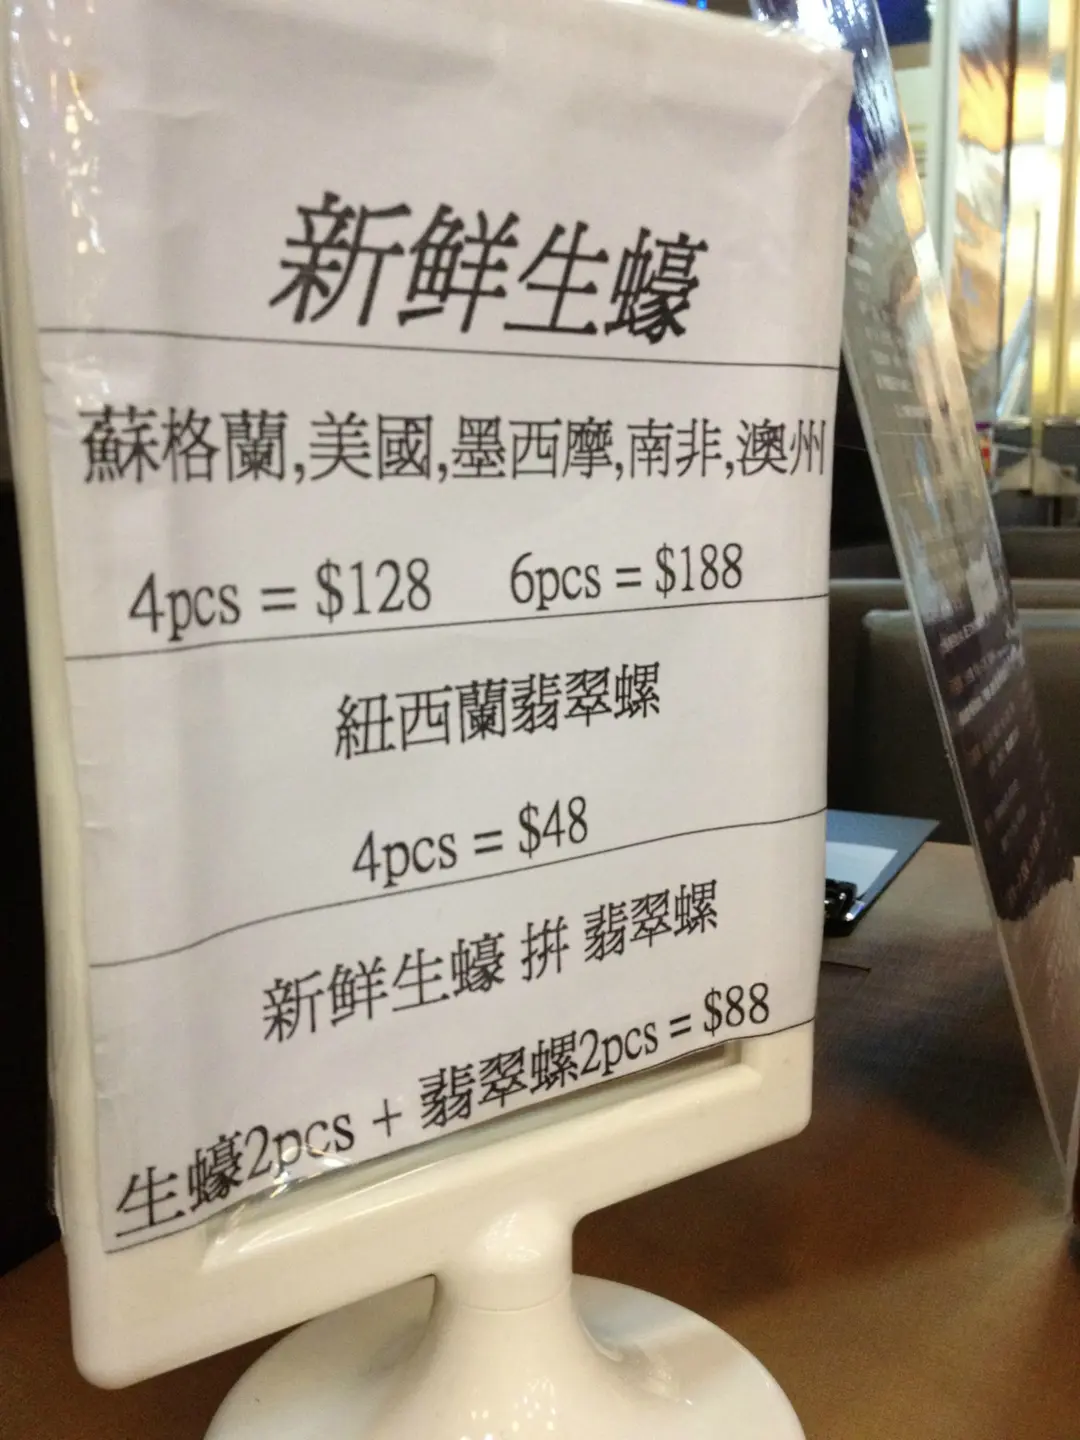 新鮮生蠔
蘇格蘭,美國,墨西摩,南非,澳州
4pcs = $128 6pcs = $188
紐西蘭翡翠螺
4pcs = $48
新鮮生蠔 拼 翡翠螺
生蠔2pcs + 翡翠螺2pcs = $88